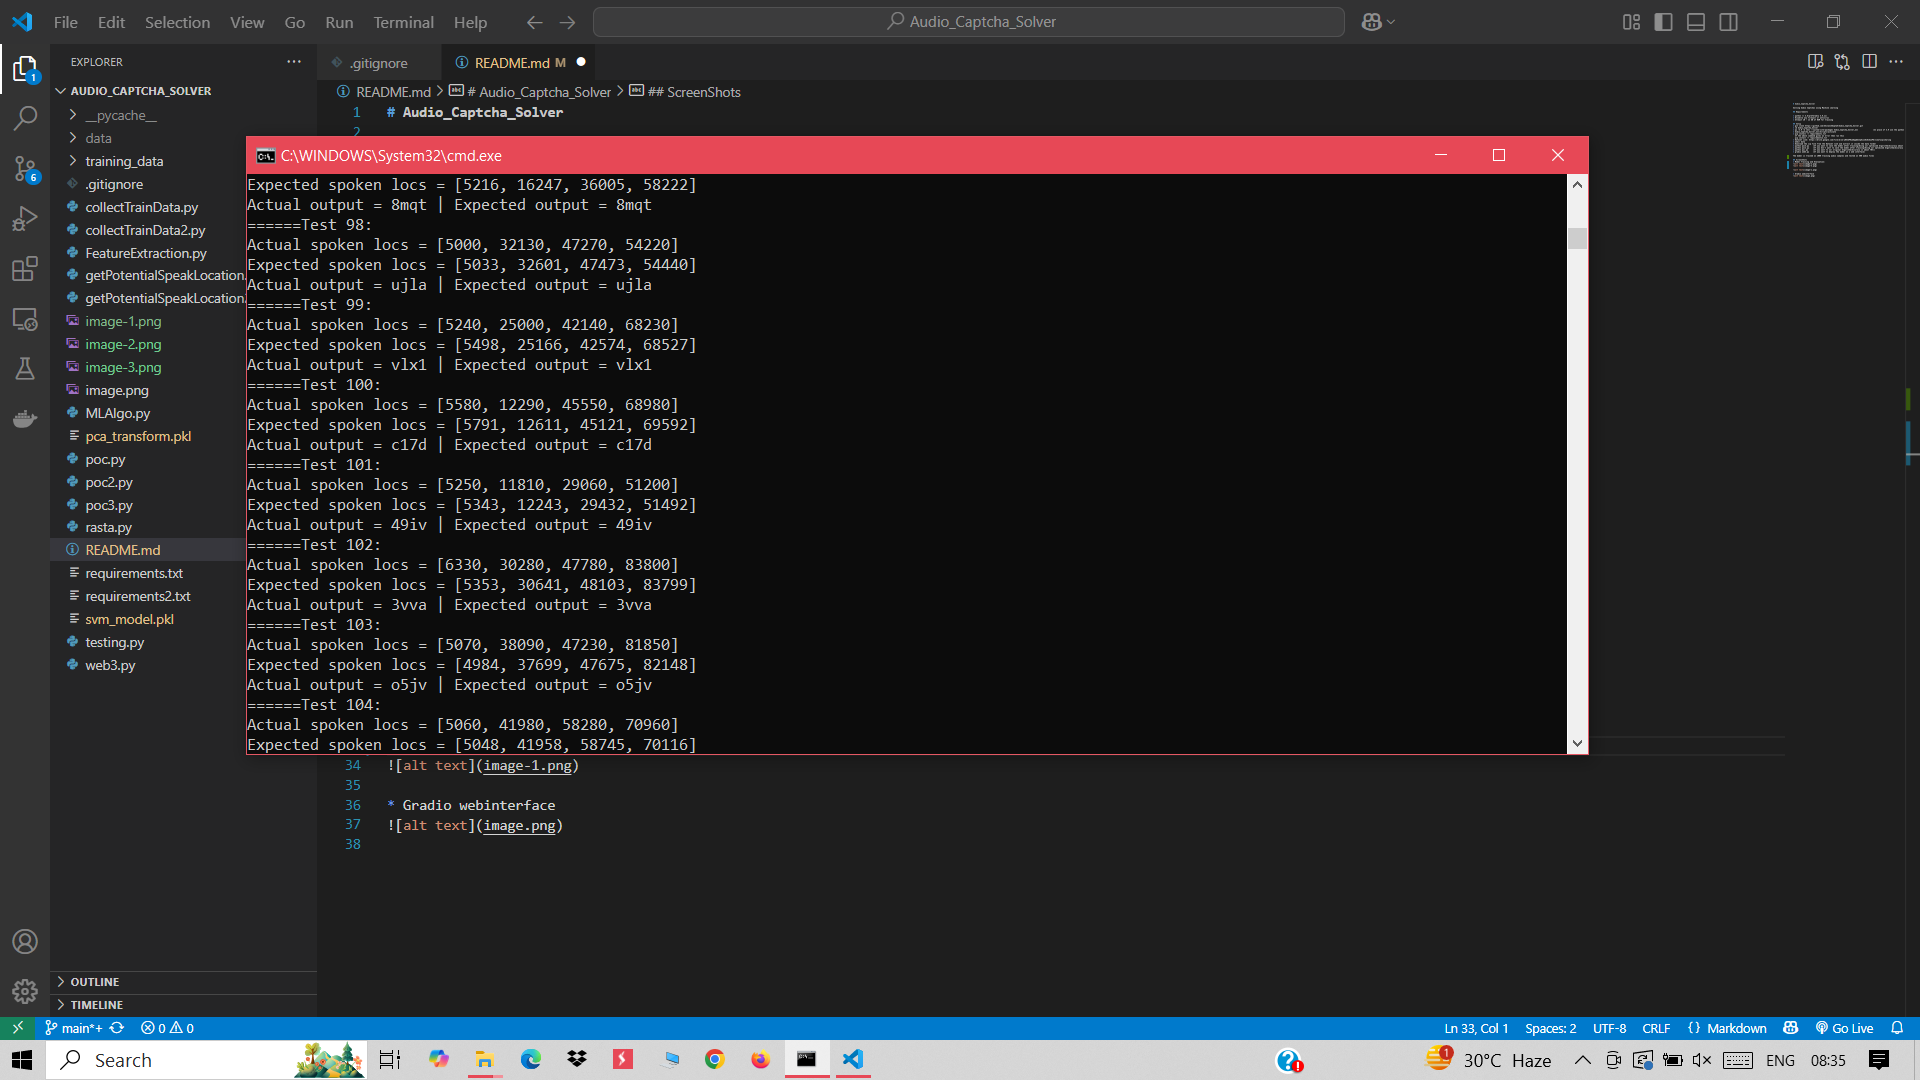 File Edit Selection View Go Run Terminal Help
Audio_Captcha_Solver
EXPLORER
.gitignore
README.md M
AUDIO_CAPTCHA_SOLVER
README.md > # Audio_Captcha_Solver > ## ScreenShots
__pycache__
data
training_data
.gitignore
collectTrainData.py
collectTrainData2.py
FeatureExtraction.py
getPotentialSpeakLocation.
getPotentialSpeakLocation.
image-1.png
image-2.png
image-3.png
image.png
MLAlgo.py
pca_transform.pkl
poc.py
poc2.py
poc3.py
rasta.py
README.md
requirements.txt
requirements2.txt
svm_model.pkl
testing.py
web3.py
1
6
OUTLINE
TIMELINE
1 # Audio_Captcha_Solver
2
C:\WINDOWS\System32\cmd.exe
Expected spoken locs = [5216, 16247, 36005, 58222]
Actual output = 8mqt | Expected output = 8mqt
======Test 98:
Actual spoken locs = [5000, 32130, 47270, 54220]
Expected spoken locs = [5033, 32601, 47473, 54440]
Actual output = ujla | Expected output = ujla
======Test 99:
Actual spoken locs = [5240, 25000, 42140, 68230]
Expected spoken locs = [5498, 25166, 42574, 68527]
Actual output = vlx1 | Expected output = vlx1
======Test 100:
Actual spoken locs = [5580, 12290, 45550, 68980]
Expected spoken locs = [5791, 12611, 45121, 69592]
Actual output = c17d | Expected output = c17d
======Test 101:
Actual spoken locs = [5250, 11810, 29060, 51200]
Expected spoken locs = [5343, 12243, 29432, 51492]
Actual output = 49iv | Expected output = 49iv
======Test 102:
Actual spoken locs = [6330, 30280, 47780, 83800]
Expected spoken locs = [5353, 30641, 48103, 83799]
Actual output = 3vva | Expected output = 3vva
======Test 103:
Actual spoken locs = [5070, 38090, 47230, 81850]
Expected spoken locs = [4984, 37699, 47675, 82148]
Actual output = o5jv | Expected output = o5jv
======Test 104:
Actual spoken locs = [5060, 41980, 58280, 70960]
Expected spoken locs = [5048, 41958, 58745, 70116]
34 ![alt text](image-1.png)
35
36 * Gradio webinterface
37 ![alt text](image.png)
38
main*+ 0 0
Ln 33, Col 1 Spaces: 2 UTF-8 CRLF {} Markdown Go Live
Search
1 30°C Haze ENG 08:35